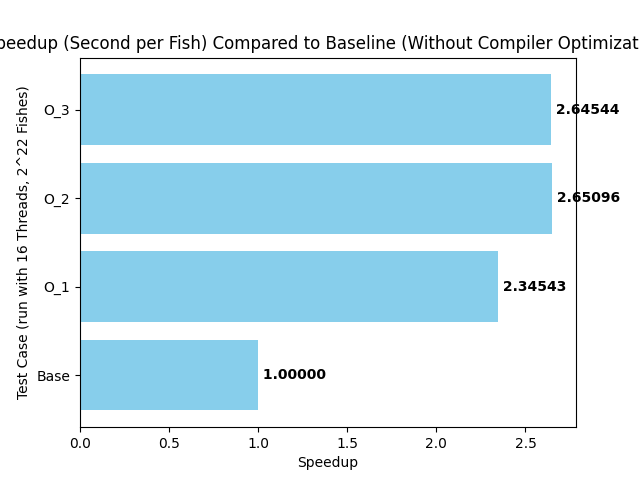 peedup (Second per Fish) Compared to Baseline (Without Compiler Optimizat
Test Case (run with 16 Threads, 2^22 Fishes)
O_3
2.64544
O_2
2.65096
O_1
2.34543
Base
1.00000
0.0 0.5 1.0 1.5 2.0 2.5
Speedup